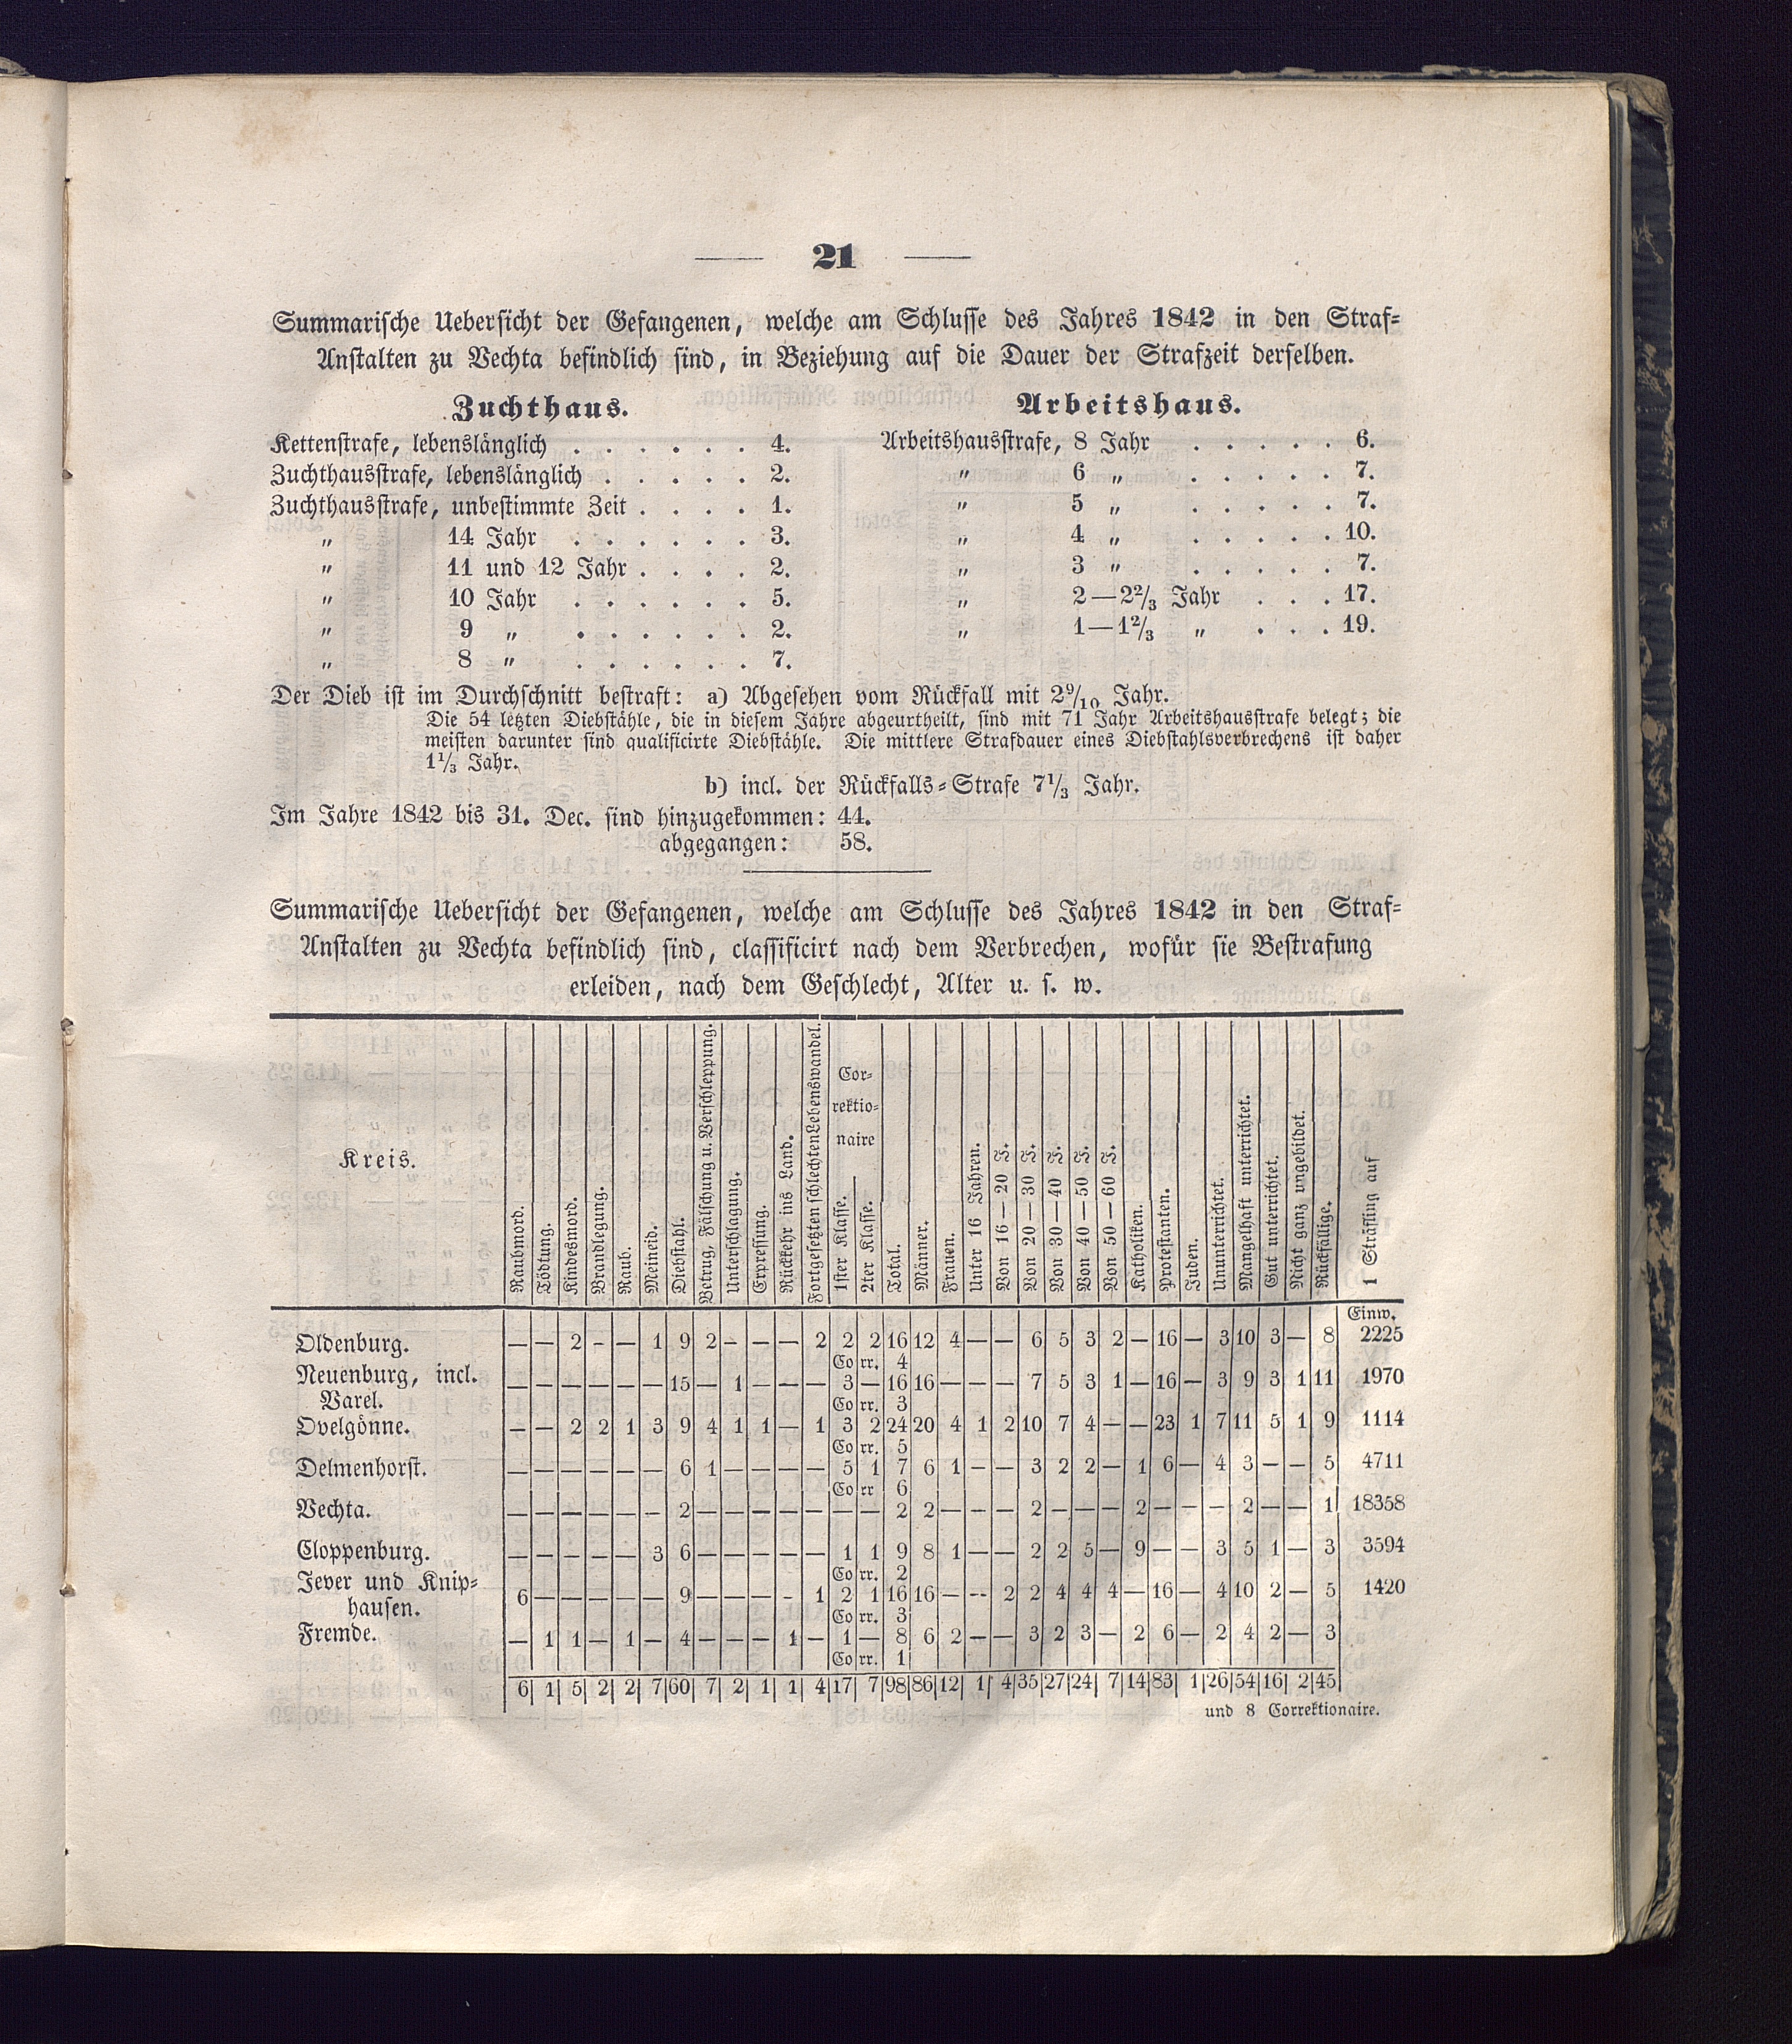 21
Summarische Uebersicht der Gefangenen, welche am Schlusse des Jahres 1842 in den Straf=
Anstalten zu Vechta befindlich sind, in Beziehung auf die Dauer der Strafzeit derselben.
Zuchthaus.
Kettenstrafe, lebenslänglich . . . . . . 4.
Zuchthausstrafe, lebenslänglich . . . . . 2.
Zuchthausstrafe, unbestimmte Zeit . . . . 1.
„ 14 Jahr . . . . . . 3.
„ 11 und 12 Jahr . . . . 2.
„ 10 Jahr . . . . . . 5.
„ 9 „ . . . . . . 2.
„ 8 „ . . . . . . 7.
Arbeitshaus.
Arbeitshausstrafe, 8 Jahr . . . . . 6.
„ 6 „ . . . . . 7.
„ 5 „ . . . . . 7.
„ 4 „ . . . . . 10.
„ 3 „ . . . . . 7.
„ 2—2²/₃ Jahr . . . 17.
„ 1—1²/₃ „ . . . 19.
Der Dieb ist im Durchschnitt bestraft: a) Abgesehen vom Rückfall mit 2⁹/₁₀ Jahr.
Die 54 letzten Diebstähle, die in diesem Jahre abgeurtheilt, sind mit 71 Jahr Arbeitshausstrafe belegt; die
meisten darunter sind qualificirte Diebstähle. Die mittlere Strafdauer eines Diebstahlsverbrechens ist daher
1¹/₃ Jahr.
b) incl. der Rückfalls=Strafe 7¹/₃ Jahr.
Im Jahre 1842 bis 31. Dec. sind hinzugekommen: 44.
abgegangen: 58.
Summarische Uebersicht der Gefangenen, welche am Schlusse des Jahres 1842 in den Straf=
Anstalten zu Vechta befindlich sind, classificirt nach dem Verbrechen, wofür sie Bestrafung
erleiden, nach dem Geschlecht, Alter u. s. w.
Kreis.
Raubmord.
Tödtung.
Kindesmord.
Brandlegung.
Raub.
Meineid.
Diebstahl.
Betrug, Fälschung u. Verschleppung.
Unterschlagung.
Erpressung.
Rückkehr ins Land.
Fortgesetzten schlechten Lebenswandel.
Cor=
rektio=
naire
1ster Klasse.
2ter Klasse.
Total.
Männer.
Frauen.
Unter 16 Jahren.
Von 16 — 20 J.
Von 20 — 30 J.
Von 30 — 40 J.
Von 40 — 50 J.
Von 50 — 60 J.
Katholiken.
Protestanten.
Juden.
Ununterrichtet.
Mangelhaft unterrichtet.
Gut unterrichtet.
Nicht ganz ungebildet.
Rückfällige.
1 Sträfling auf
Einw.
Oldenburg. — — 2 — — 1 9 2 — — — 2 2 2 16 12 4 — — 6 5 3 2 — 16 — 3 10 3 — 8 2225
Corr. 4
Neuenburg, incl.
Varel. — — — — — — 15 — 1 — — — 3 — 16 16 — — — 7 5 3 1 — 16 — 3 9 3 1 11 1970
Corr. 3
Ovelgönne. — — 2 2 1 3 9 4 1 1 — 1 3 2 24 20 4 1 2 10 7 4 — — 23 1 7 11 5 1 9 1114
Corr. 5
Delmenhorst. — — — — — — 6 1 — — — — 5 1 7 6 1 — — 3 2 2 — 1 6 — 4 3 — — 5 4711
Corr 6
Vechta. — — — — — — 2 — — — — — — — 2 2 — — — 2 — — — 2 — — — 2 — — 1 18358
Cloppenburg. — — — — — 3 6 — — — — — 1 1 9 8 1 — — 2 2 5 — 9 — — 3 5 1 — 3 3594
Corr. 2
Jever und Knip=
hausen. 6 — — — — — 9 — — — — 1 2 1 16 16 — — 2 2 4 4 4 — 16 — 4 10 2 — 5 1420
Corr. 3
Fremde. — 1 1 — 1 — 4 — — — 1 — 1 — 8 6 2 — — 3 2 3 — 2 6 — 2 4 2 — 3
Corr. 1
6 1 5 2 2 7 60 7 2 1 1 4 17 7 98 86 12 1 4 35 27 24 7 14 83 1 26 54 16 2 45
und 8 Correktionaire.